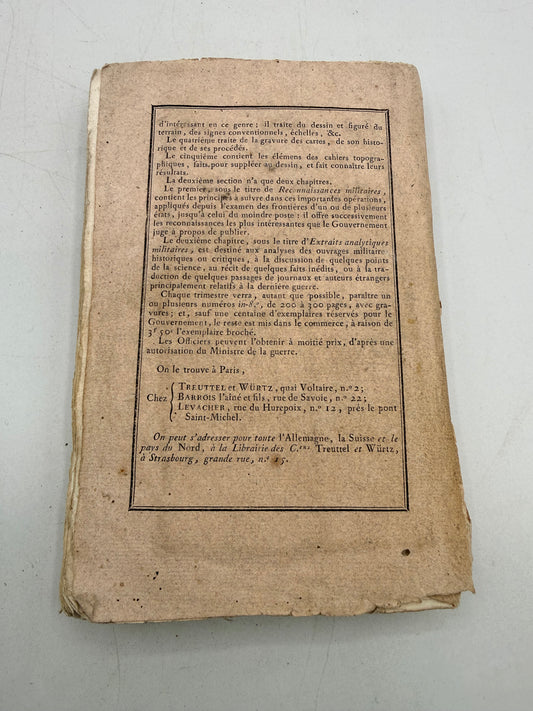 d'intéressant en ce genre; il traite du dessin et figuré du
terrain, des signes conventionnels, échelles, &c.
Le quatrième traite de la gravure des cartes, de son histo-
rique et de ses procédés.
Le cinquième contient les élémens des cahiers topogra-
phiques, faits pour suppléer au dessin, et fait connaître leurs
résultats.
La deuxième section n'a que deux chapitres.
Le premier, sous le titre de Reconnaissances militaires,
contient les principes à suivre dans ces importantes opérations,
appliqués depuis l'examen des frontières d'un ou de plusieurs
états, jusqu'à celui du moindre poste: il offre successivement
les reconnaissances les plus intéressantes que le Gouvernement
juge à propos de publier.
Le deuxième chapitre, sous le titre d'Extraits analytiques
militaires, est destiné aux analyses des ouvrages militaires
historiques ou critiques, à la discussion de quelques points
de la science, au récit de quelques faits inédits, ou à la tra-
duction de quelques passages de journaux et auteurs étrangers
principalement relatifs à la dernière guerre.
Chaque trimestre verra, autant que possible, paraître un
ou plusieurs numéros in-8.º, de 200 à 300 pages, avec gra-
vures; et, sauf une centaine d'exemplaires réservés pour le
Gouvernement, le reste est mis dans le commerce, à raison de
3f 50c l'exemplaire broché.
Les Officiers peuvent l'obtenir à moitié prix, d'après une
autorisation du Ministre de la guerre.
On le trouve à Paris,
Chez { TREUTTEL et WÜRTZ, quai Voltaire, n.º 2;
BARROIS l'aîné et fils, rue de Savoie, n.º 22;
LEVACHER, rue du Hurepoix, n.º 12, près le pont
Saint-Michel.
On peut s'adresser pour toute l'Allemagne, la Suisse et le
pays du Nord, à la Librairie des C.ens Treuttel et Würtz,
à Strasbourg, grande rue, n.º 15.